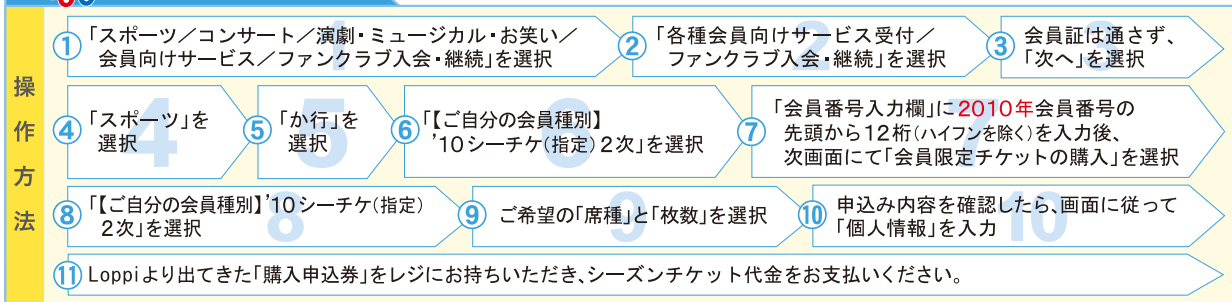 操作方法
①「スポーツ／コンサート／演劇・ミュージカル・お笑い／
会員向けサービス／ファンクラブ入会・継続」を選択
②「各種会員向けサービス受付／
ファンクラブ入会・継続」を選択
③会員証は通さず、
「次へ」を選択
④「スポーツ」を
選択
⑤「か行」を
選択
⑥「【ご自分の会員種別】
’10シーチケ(指定)2次」を選択
⑦「会員番号入力欄」に2010年会員番号の
先頭から12桁(ハイフンを除く)を入力後、
次画面にて「会員限定チケットの購入」を選択
⑧「【ご自分の会員種別】’10シーチケ(指定)
2次」を選択
⑨ご希望の「席種」と「枚数」を選択
⑩申込み内容を確認したら、画面に従って
「個人情報」を入力
⑪Loppiより出てきた「購入申込券」をレジにお持ちいただき、シーズンチケット代金をお支払いください。